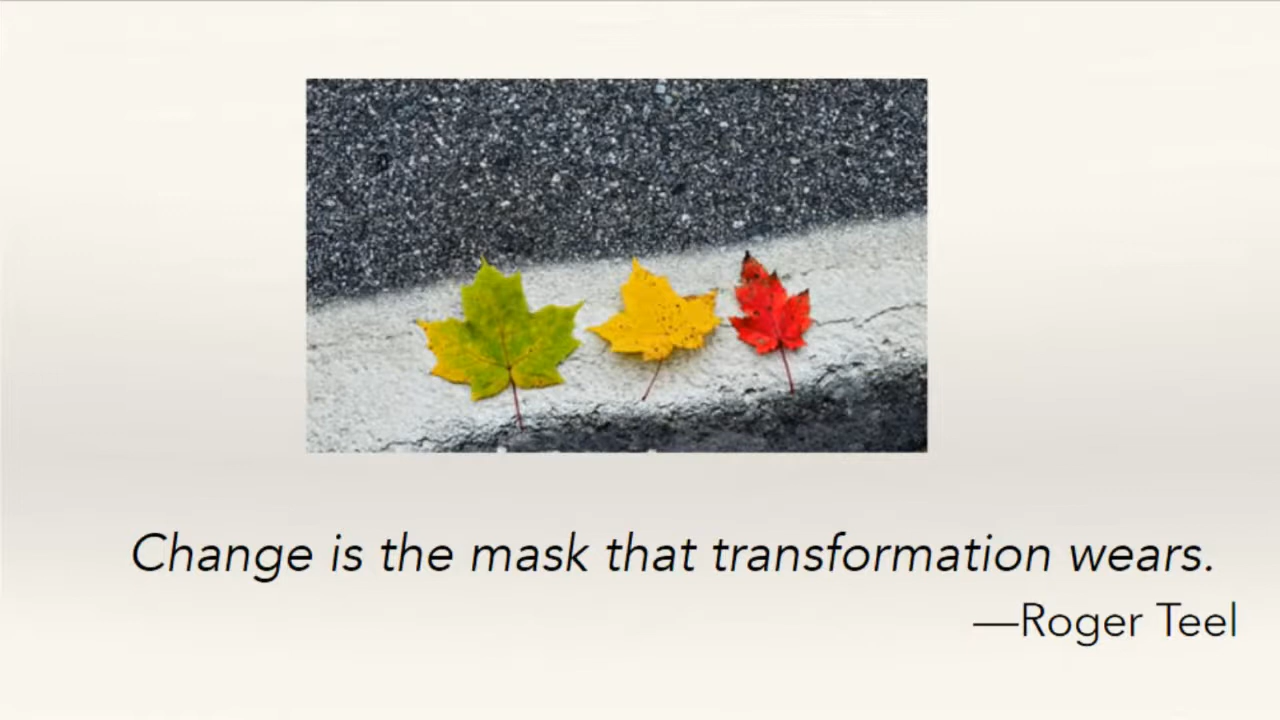 Change is the mask that transformation wears.
—Roger Teel